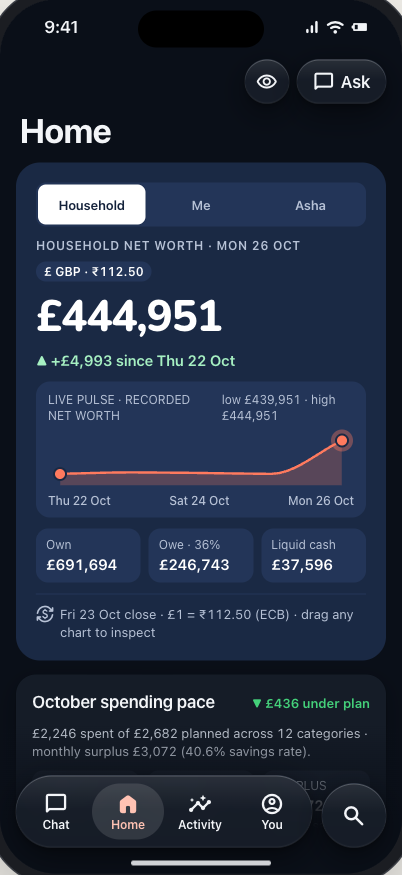 9:41
Ask
Home
Household Me Asha
HOUSEHOLD NET WORTH · MON 26 OCT
£ GBP · ₹112.50
£444,951
▲ +£4,993 since Thu 22 Oct
LIVE PULSE · RECORDED
NET WORTH
low £439,951 · high
£444,951
Thu 22 Oct Sat 24 Oct Mon 26 Oct
Own Owe · 36% Liquid cash
£691,694 £246,743 £37,596
Fri 23 Oct close · £1 = ₹112.50 (ECB) · drag any
chart to inspect
October spending pace ▼ £436 under plan
£2,246 spent of £2,682 planned across 12 categories ·
monthly surplus £3,072 (40.6% savings rate).
Chat Home Activity You